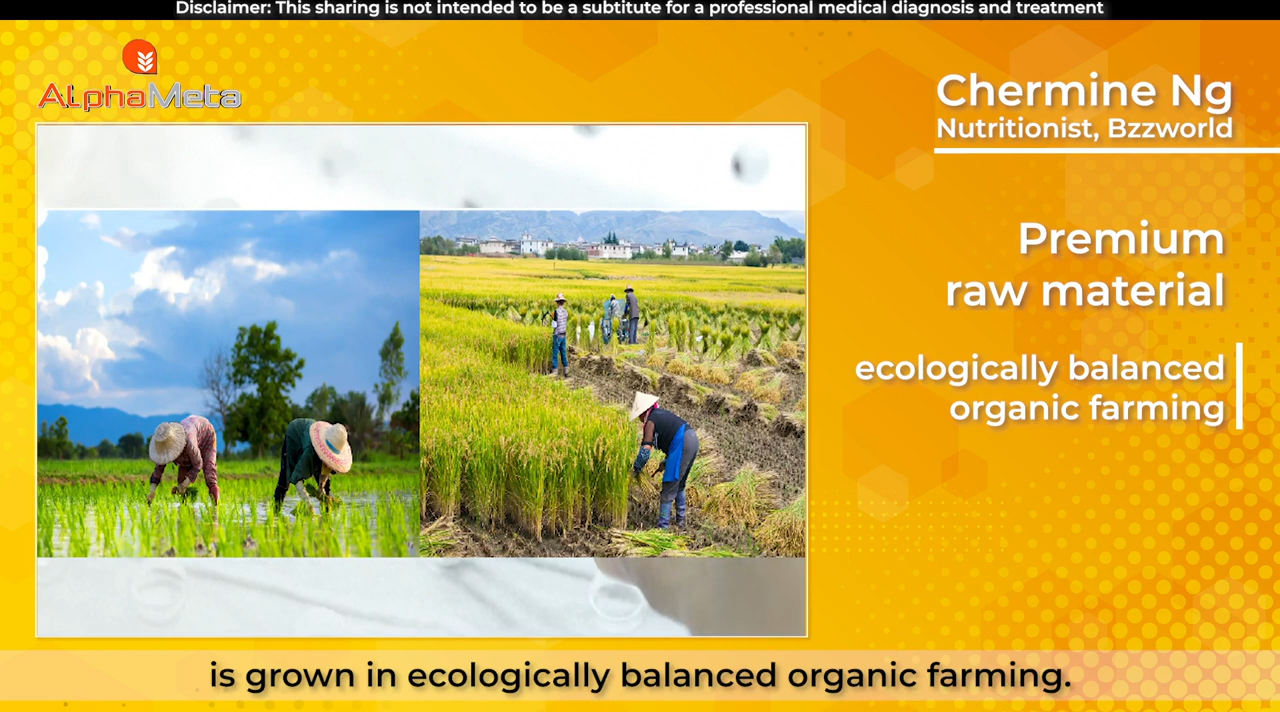 Disclaimer: This sharing is not intended to be a subtitute for a professional medical diagnosis and treatment
AlphaMeta
Chermine Ng
Nutritionist, Bzzworld
Premium
raw material
ecologically balanced
organic farming
is grown in ecologically balanced organic farming.